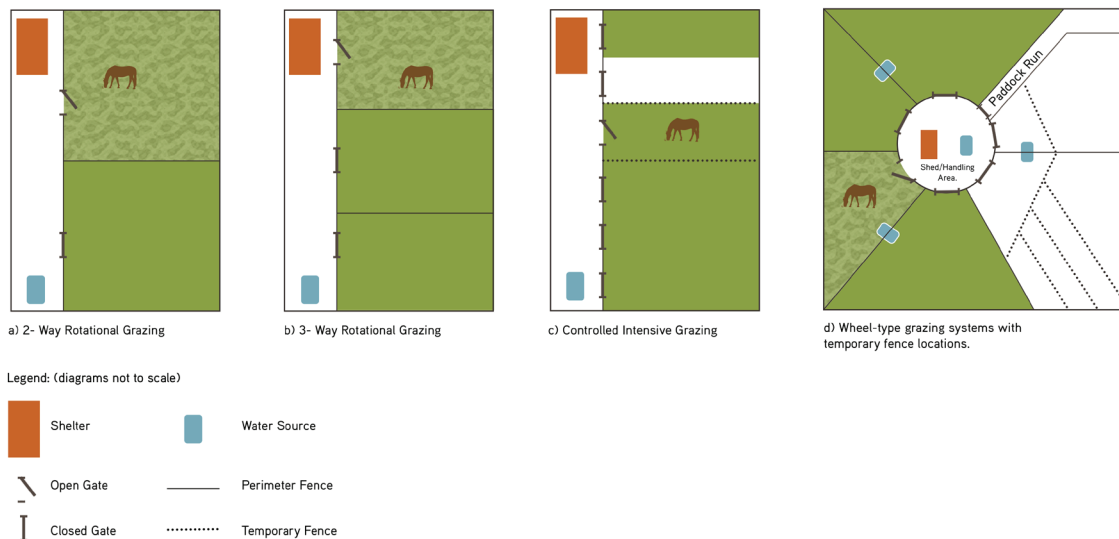 Paddock Run
Shed/Handling
Area.
a) 2- Way Rotational Grazing
b) 3- Way Rotational Grazing
c) Controlled Intensive Grazing
d) Wheel-type grazing systems with
temporary fence locations.
Legend: (diagrams not to scale)
Shelter
Water Source
Open Gate
Perimeter Fence
Closed Gate
Temporary Fence